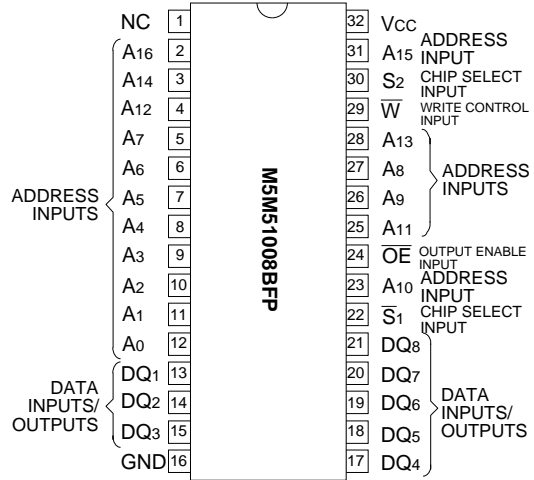 NC 1
A16 2
A14 3
A12 4
A7 5
A6 6
A5 7
A4 8
A3 9
A2 10
A1 11
A0 12
DQ1 13
DQ2 14
DQ3 15
GND 16
ADDRESS
INPUTS
DATA
INPUTS/
OUTPUTS
M5M51008BFP
32 VCC
31 A15 ADDRESS
INPUT
30 S2 CHIP SELECT
INPUT
29 W̅ WRITE CONTROL
INPUT
28 A13
27 A8
26 A9
25 A11
ADDRESS
INPUTS
24 O̅E̅ OUTPUT ENABLE
INPUT
23 A10 ADDRESS
INPUT
22 S̅1 CHIP SELECT
INPUT
21 DQ8
20 DQ7
19 DQ6
18 DQ5
17 DQ4
DATA
INPUTS/
OUTPUTS